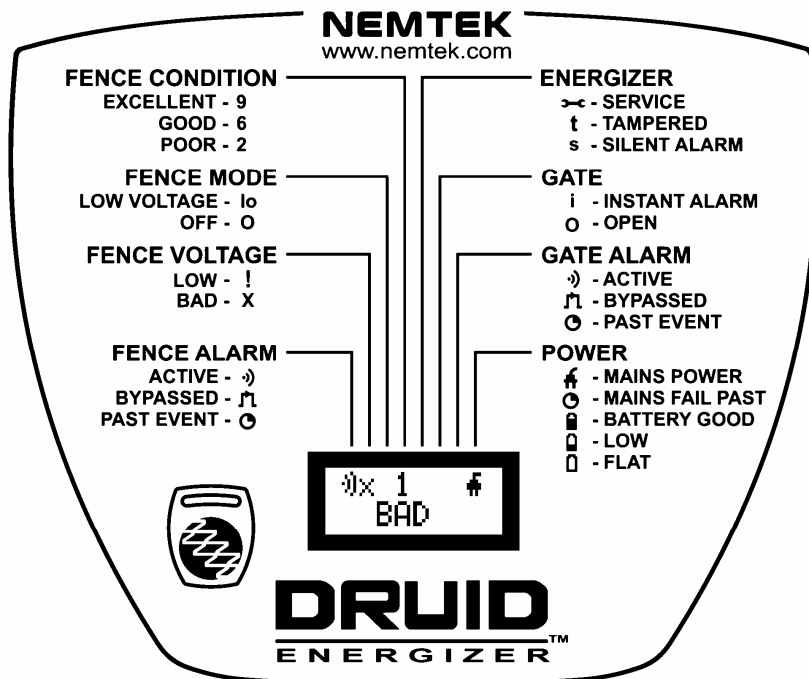 NEMTEK
www.nemtek.com
FENCE CONDITION
EXCELLENT - 9
GOOD - 6
POOR - 2
FENCE MODE
LOW VOLTAGE - lo
OFF - O
FENCE VOLTAGE
LOW - !
BAD - X
FENCE ALARM
ACTIVE -
BYPASSED -
PAST EVENT -
ENERGIZER
- SERVICE
t - TAMPERED
s - SILENT ALARM
GATE
i - INSTANT ALARM
O - OPEN
GATE ALARM
- ACTIVE
- BYPASSED
- PAST EVENT
POWER
- MAINS POWER
- MAINS FAIL PAST
- BATTERY GOOD
- LOW
- FLAT
x 1
BAD
DRUID™
ENERGIZER